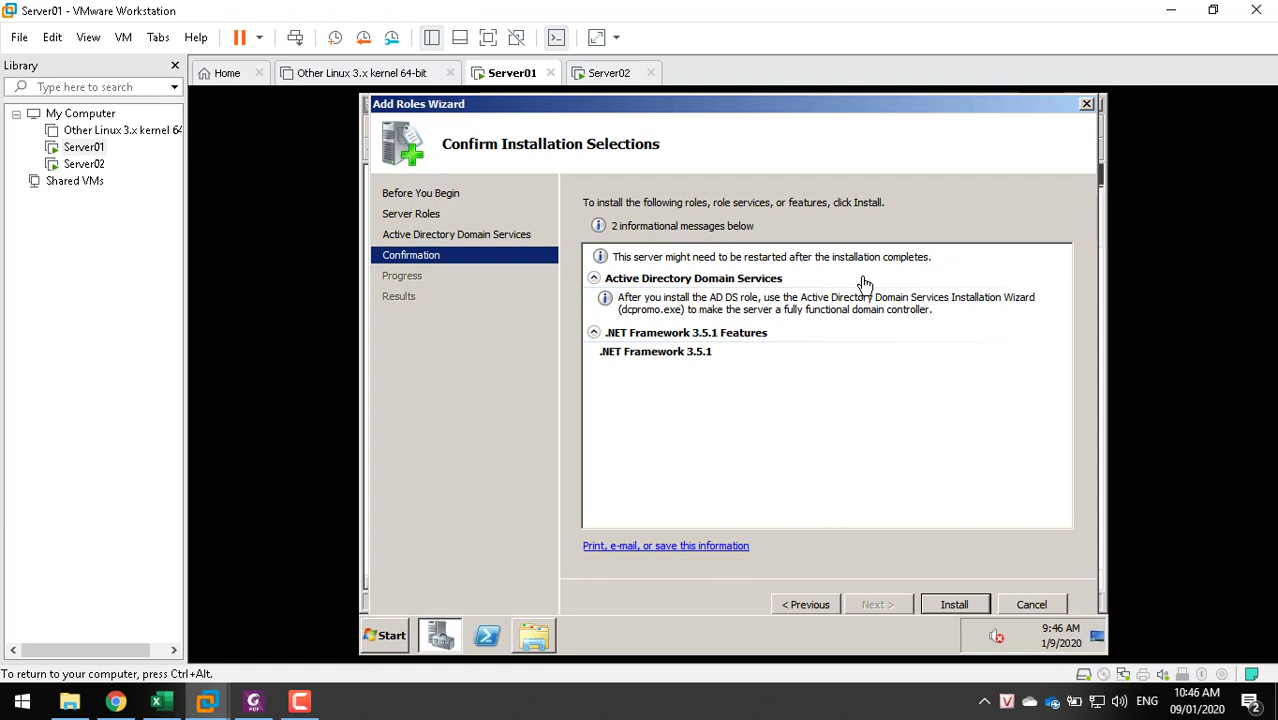 Server01 - VMware Workstation
File Edit View VM Tabs Help
Library
Type here to search
My Computer
Other Linux 3.x kernel 64
Server01
Server02
Shared VMs
Home
Other Linux 3.x kernel 64-bit
Server01
Server02
Add Roles Wizard
Confirm Installation Selections
Before You Begin
Server Roles
Active Directory Domain Services
Confirmation
Progress
Results
To install the following roles, role services, or features, click Install.
2 informational messages below
This server might need to be restarted after the installation completes.
Active Directory Domain Services
After you install the AD DS role, use the Active Directory Domain Services Installation Wizard
(dcpromo.exe) to make the server a fully functional domain controller.
.NET Framework 3.5.1 Features
.NET Framework 3.5.1
Print, e-mail, or save this information
< Previous
Next >
Install
Cancel
Start
9:46 AM
1/9/2020
To return to your computer, press Ctrl+Alt.
ENG
10:46 AM
09/01/2020
2